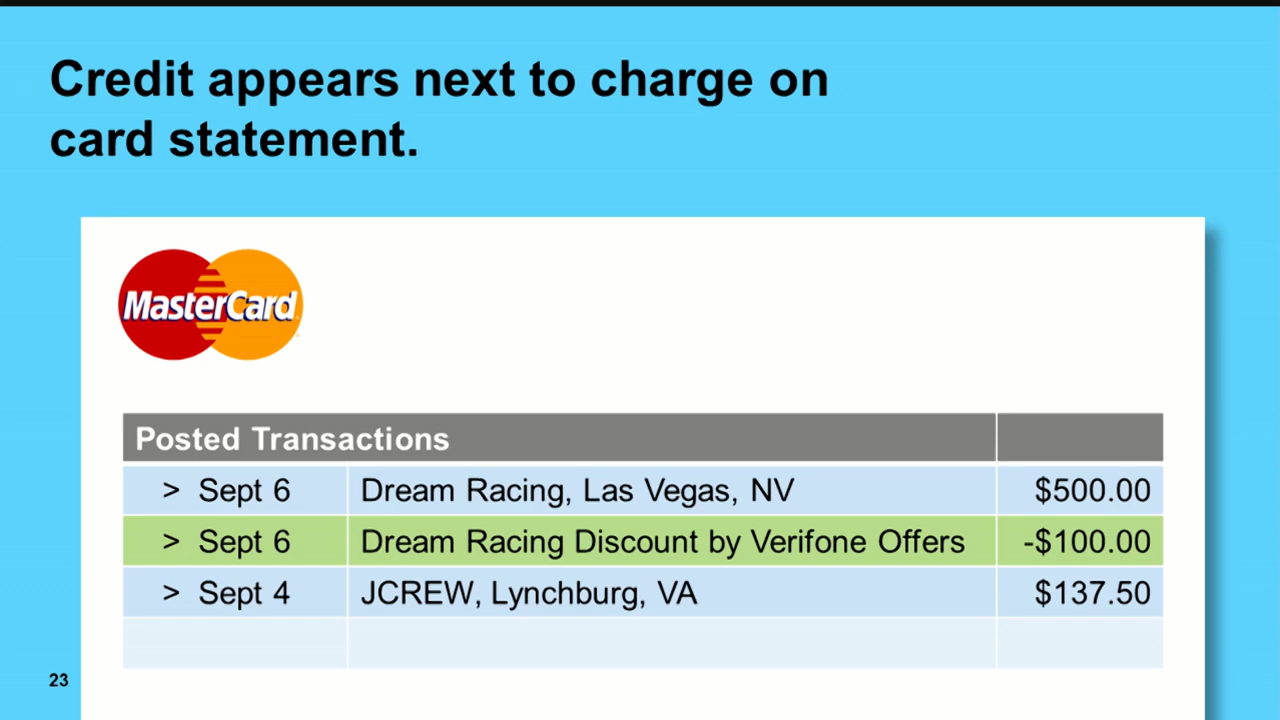 Credit appears next to charge on
card statement.
MasterCard
Posted Transactions
> Sept 6 Dream Racing, Las Vegas, NV $500.00
> Sept 6 Dream Racing Discount by Verifone Offers -$100.00
> Sept 4 JCREW, Lynchburg, VA $137.50
23